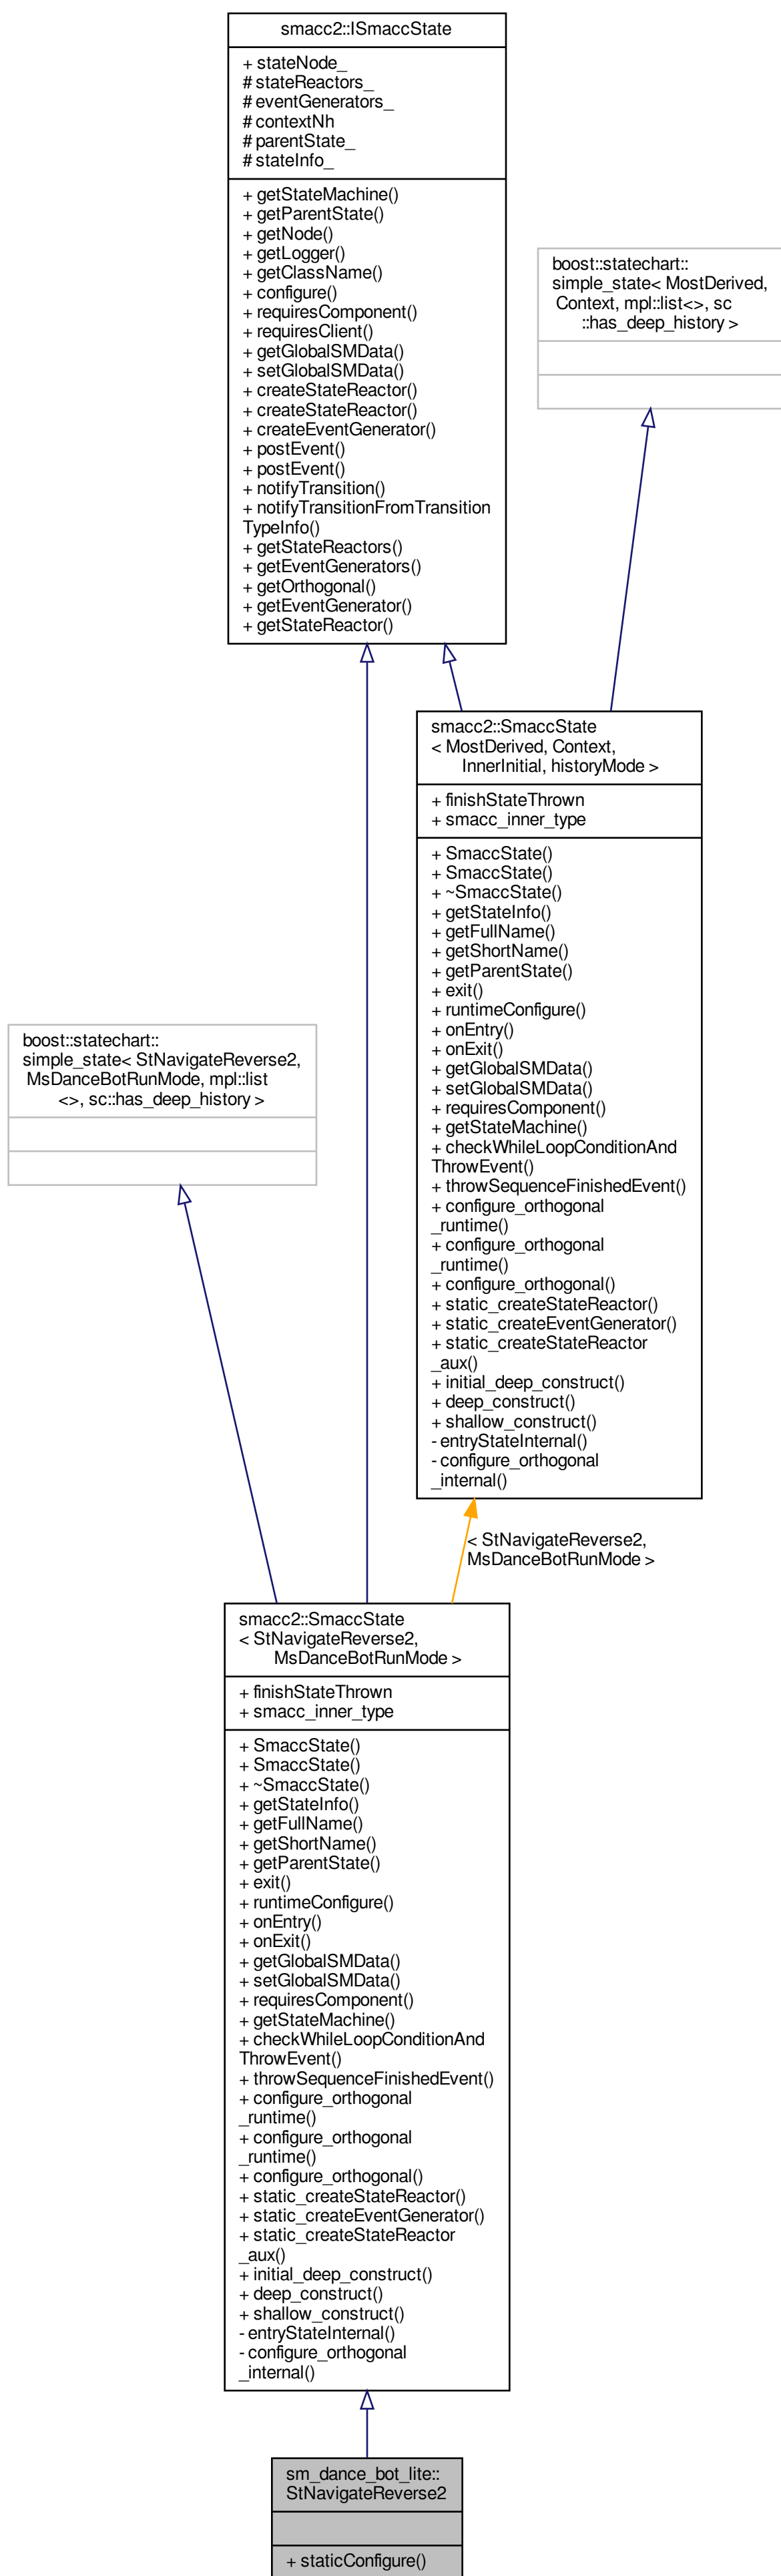 smacc2::ISmaccState
+ stateNode_
# stateReactors_
# eventGenerators_
# contextNh
# parentState_
# stateInfo_
+ getStateMachine()
+ getParentState()
+ getNode()
+ getLogger()
+ getClassName()
+ configure()
+ requiresComponent()
+ requiresClient()
+ getGlobalSMData()
+ setGlobalSMData()
+ createStateReactor()
+ createStateReactor()
+ createEventGenerator()
+ postEvent()
+ postEvent()
+ notifyTransition()
+ notifyTransitionFromTransition
TypeInfo()
+ getStateReactors()
+ getEventGenerators()
+ getOrthogonal()
+ getEventGenerator()
+ getStateReactor()
boost::statechart::
simple_state< MostDerived,
Context, mpl::list<>, sc
::has_deep_history >
smacc2::SmaccState
< MostDerived, Context,
InnerInitial, historyMode >
+ finishStateThrown
+ smacc_inner_type
+ SmaccState()
+ SmaccState()
+ ~SmaccState()
+ getStateInfo()
+ getFullName()
+ getShortName()
+ getParentState()
+ exit()
+ runtimeConfigure()
+ onEntry()
+ onExit()
+ getGlobalSMData()
+ setGlobalSMData()
+ requiresComponent()
+ getStateMachine()
+ checkWhileLoopConditionAnd
ThrowEvent()
+ throwSequenceFinishedEvent()
+ configure_orthogonal
_runtime()
+ configure_orthogonal
_runtime()
+ configure_orthogonal()
+ static_createStateReactor()
+ static_createEventGenerator()
+ static_createStateReactor
_aux()
+ initial_deep_construct()
+ deep_construct()
+ shallow_construct()
- entryStateInternal()
- configure_orthogonal
_internal()
boost::statechart::
simple_state< StNavigateReverse2,
MsDanceBotRunMode, mpl::list
<>, sc::has_deep_history >
< StNavigateReverse2,
MsDanceBotRunMode >
smacc2::SmaccState
< StNavigateReverse2,
MsDanceBotRunMode >
+ finishStateThrown
+ smacc_inner_type
+ SmaccState()
+ SmaccState()
+ ~SmaccState()
+ getStateInfo()
+ getFullName()
+ getShortName()
+ getParentState()
+ exit()
+ runtimeConfigure()
+ onEntry()
+ onExit()
+ getGlobalSMData()
+ setGlobalSMData()
+ requiresComponent()
+ getStateMachine()
+ checkWhileLoopConditionAnd
ThrowEvent()
+ throwSequenceFinishedEvent()
+ configure_orthogonal
_runtime()
+ configure_orthogonal
_runtime()
+ configure_orthogonal()
+ static_createStateReactor()
+ static_createEventGenerator()
+ static_createStateReactor
_aux()
+ initial_deep_construct()
+ deep_construct()
+ shallow_construct()
- entryStateInternal()
- configure_orthogonal
_internal()
sm_dance_bot_lite::
StNavigateReverse2
+ staticConfigure()